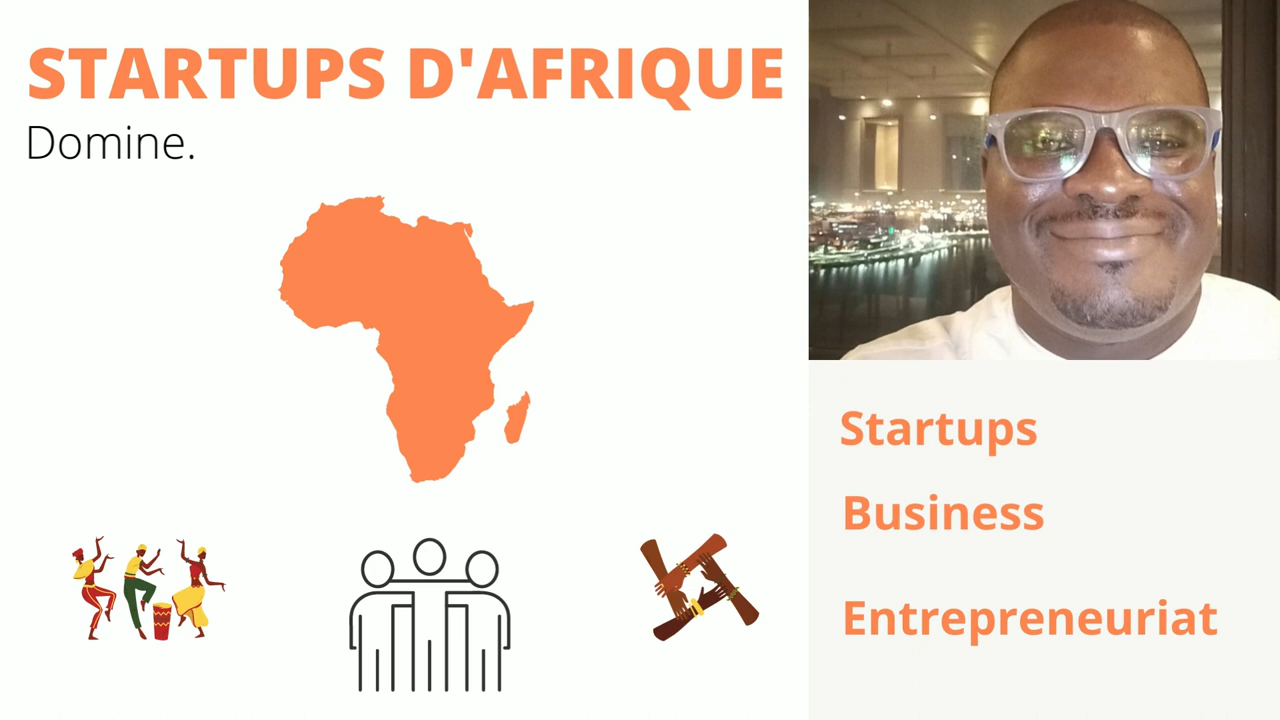 STARTUPS D'AFRIQUE
Domine.
Startups
Business
Entrepreneuriat